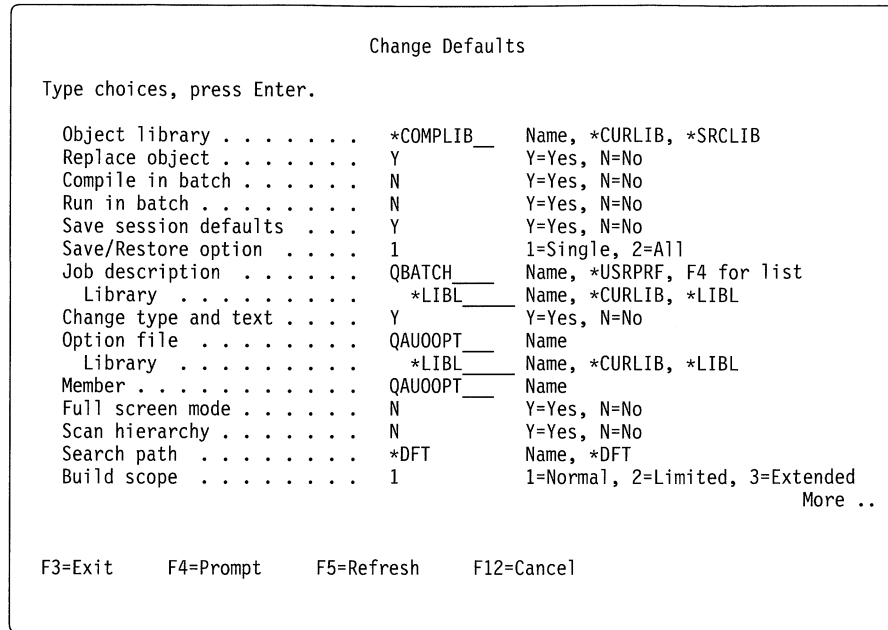 Change Defaults
Type choices, press Enter.
Object library . . . . . . . *COMPLIB__ Name, *CURLIB, *SRCLIB
Replace object . . . . . . . Y Y=Yes, N=No
Compile in batch . . . . . . N Y=Yes, N=No
Run in batch . . . . . . . . N Y=Yes, N=No
Save session defaults . . . Y Y=Yes, N=No
Save/Restore option . . . . 1 1=Single, 2=All
Job description . . . . . . QBATCH____ Name, *USRPRF, F4 for list
Library . . . . . . . . . *LIBL_____ Name, *CURLIB, *LIBL
Change type and text . . . . Y Y=Yes, N=No
Option file . . . . . . . . QAUOOPT___ Name
Library . . . . . . . . . *LIBL_____ Name, *CURLIB, *LIBL
Member . . . . . . . . . . . QAUOOPT___ Name
Full screen mode . . . . . . N Y=Yes, N=No
Scan hierarchy . . . . . . . N Y=Yes, N=No
Search path . . . . . . . . *DFT Name, *DFT
Build scope . . . . . . . . 1 1=Normal, 2=Limited, 3=Extended
More ..
F3=Exit F4=Prompt F5=Refresh F12=Cancel